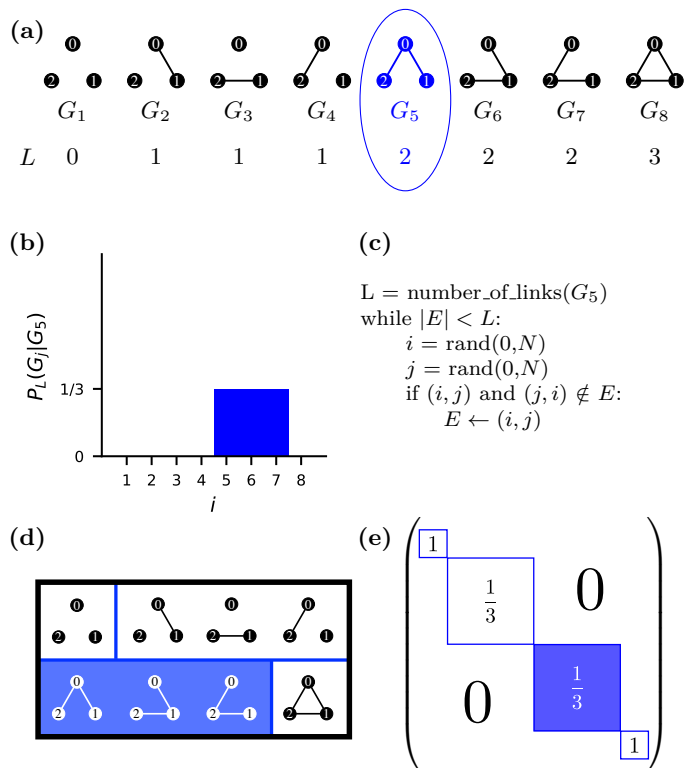 (a)
0 0 0 0 0 0 0 0
2 1 2 1 2 1 2 1 2 1 2 1 2 1 2 1
G₁ G₂ G₃ G₄ G₅ G₆ G₇ G₈
L 0 1 1 1 2 2 2 3
(b)
P_L(G_j|G₅)
1/3
0
1 2 3 4 5 6 7 8
i
(c)
L = number_of_links(G₅)
while |E| < L:
i = rand(0,N)
j = rand(0,N)
if (i, j) and (j, i) ∉ E:
E ← (i, j)
(d)
0 0 0 0
2 1 2 1 2 1 2 1
0 0 0 0
2 1 2 1 2 1 2 1
(e)
1
1/3 0
0 1/3
1